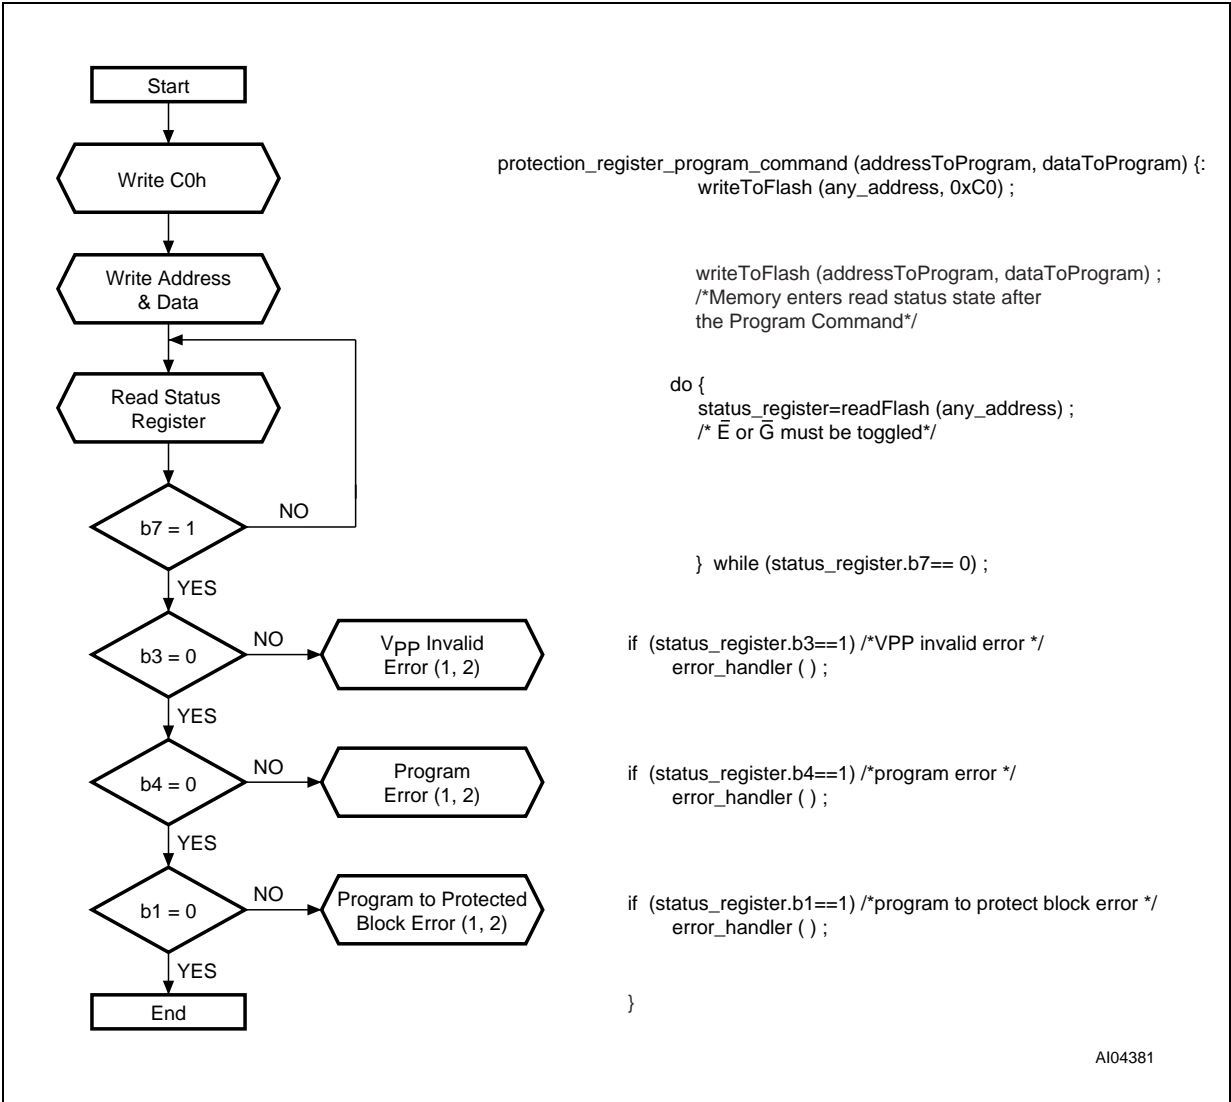 Start
Write C0h
protection_register_program_command (addressToProgram, dataToProgram) {:
writeToFlash (any_address, 0xC0) ;
Write Address
& Data
writeToFlash (addressToProgram, dataToProgram) ;
/*Memory enters read status state after
the Program Command*/
Read Status
Register
do {
status_register=readFlash (any_address) ;
/* E̅ or G̅ must be toggled*/
b7 = 1
NO
} while (status_register.b7== 0) ;
YES
b3 = 0
NO
VPP Invalid
Error (1, 2)
if (status_register.b3==1) /*VPP invalid error */
error_handler ( ) ;
YES
b4 = 0
NO
Program
Error (1, 2)
if (status_register.b4==1) /*program error */
error_handler ( ) ;
YES
b1 = 0
NO
Program to Protected
Block Error (1, 2)
if (status_register.b1==1) /*program to protect block error */
error_handler ( ) ;
YES
End
}
AI04381